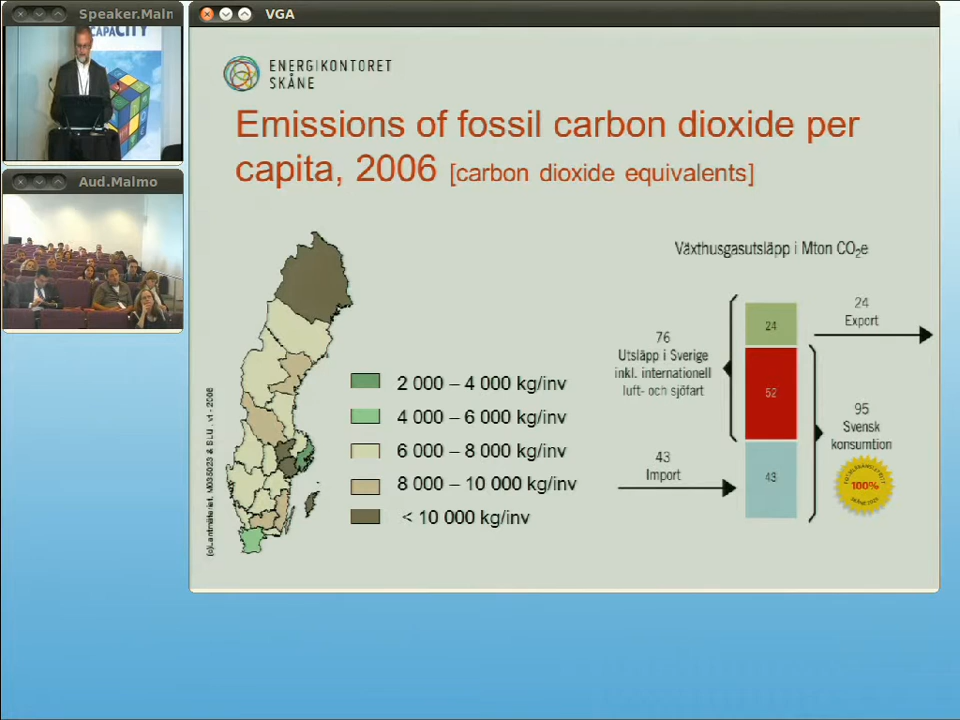 Speaker.Malm
VGA
CAPACITY
ENERGIKONTORET
SKÅNE
Emissions of fossil carbon dioxide per
capita, 2006 [carbon dioxide equivalents]
Aud.Malmo
Växthusgasutsläpp i Mton CO₂e
24
Export
24
76
Utsläpp i Sverige
inkl. internationell
luft- och sjöfart
52
95
Svensk
konsumtion
43
Import
43
100%
2 000 – 4 000 kg/inv
4 000 – 6 000 kg/inv
6 000 – 8 000 kg/inv
8 000 – 10 000 kg/inv
< 10 000 kg/inv